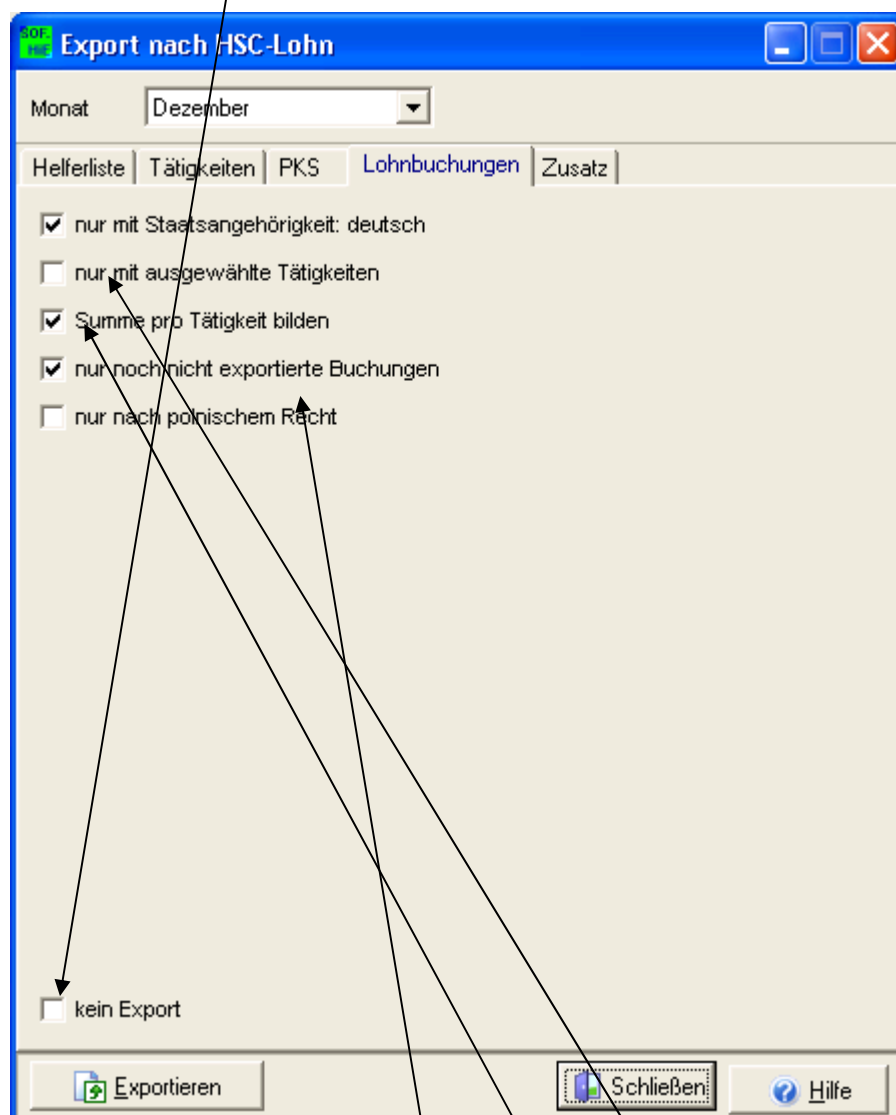 SOF.
HIE
Export nach HSC-Lohn
Monat Dezember
Helferliste Tätigkeiten PKS Lohnbuchungen Zusatz
nur mit Staatsangehörigkeit: deutsch
nur mit ausgewählte Tätigkeiten
Summe pro Tätigkeit bilden
nur noch nicht exportierte Buchungen
nur nach polnischem Recht
kein Export
Exportieren Schließen Hilfe